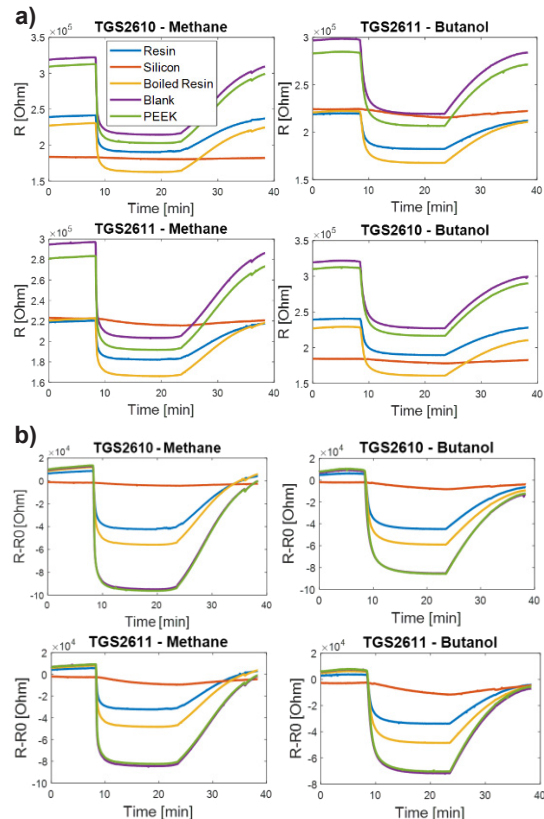 a)
TGS2610 - Methane
×10^5
R [Ohm]
3.5
3
2.5
2
1.5
Resin
Silicon
Boiled Resin
Blank
PEEK
0 10 20 30 40
Time [min]
TGS2611 - Butanol
×10^5
R [Ohm]
3
2.5
2
1.5
0 10 20 30 40
Time [min]
TGS2611 - Methane
×10^5
R [Ohm]
3
2.8
2.6
2.4
2.2
2
1.8
1.6
0 10 20 30 40
Time [min]
TGS2610 - Butanol
×10^5
R [Ohm]
3.5
3
2.5
2
1.5
0 10 20 30 40
Time [min]
b)
TGS2610 - Methane
×10^4
R-R0 [Ohm]
2
0
-2
-4
-6
-8
-10
0 10 20 30 40
Time [min]
TGS2610 - Butanol
×10^4
R-R0 [Ohm]
2
0
-2
-4
-6
-8
-10
0 10 20 30 40
Time [min]
TGS2611 - Methane
×10^4
R-R0 [Ohm]
2
0
-2
-4
-6
-8
-10
0 10 20 30 40
Time [min]
TGS2611 - Butanol
×10^4
R-R0 [Ohm]
2
0
-2
-4
-6
-8
0 10 20 30 40
Time [min]